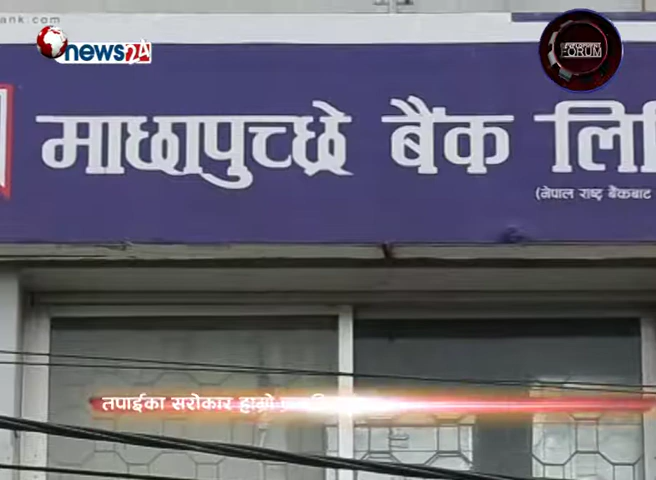 ank.com
news24
FORUM
माछापुच्छ्रे बैंक लि
(नेपाल राष्ट्र बैंकबाट
तपाईका सरोकार हाम्रो